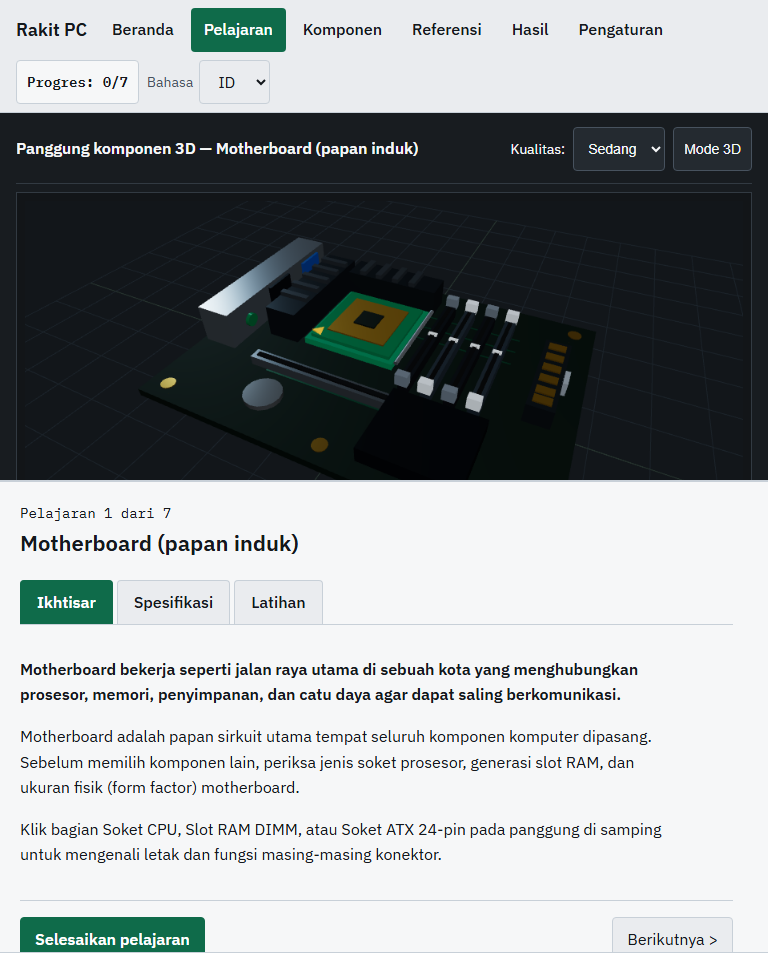 Rakit PC Beranda Pelajaran Komponen Referensi Hasil Pengaturan
Progres: 0/7 Bahasa ID
Panggung komponen 3D — Motherboard (papan induk) Kualitas: Sedang Mode 3D
Pelajaran 1 dari 7
Motherboard (papan induk)
Ikhtisar Spesifikasi Latihan
Motherboard bekerja seperti jalan raya utama di sebuah kota yang menghubungkan
prosesor, memori, penyimpanan, dan catu daya agar dapat saling berkomunikasi.
Motherboard adalah papan sirkuit utama tempat seluruh komponen komputer dipasang.
Sebelum memilih komponen lain, periksa jenis soket prosesor, generasi slot RAM, dan
ukuran fisik (form factor) motherboard.
Klik bagian Soket CPU, Slot RAM DIMM, atau Soket ATX 24-pin pada panggung di samping
untuk mengenali letak dan fungsi masing-masing konektor.
Selesaikan pelajaran Berikutnya >